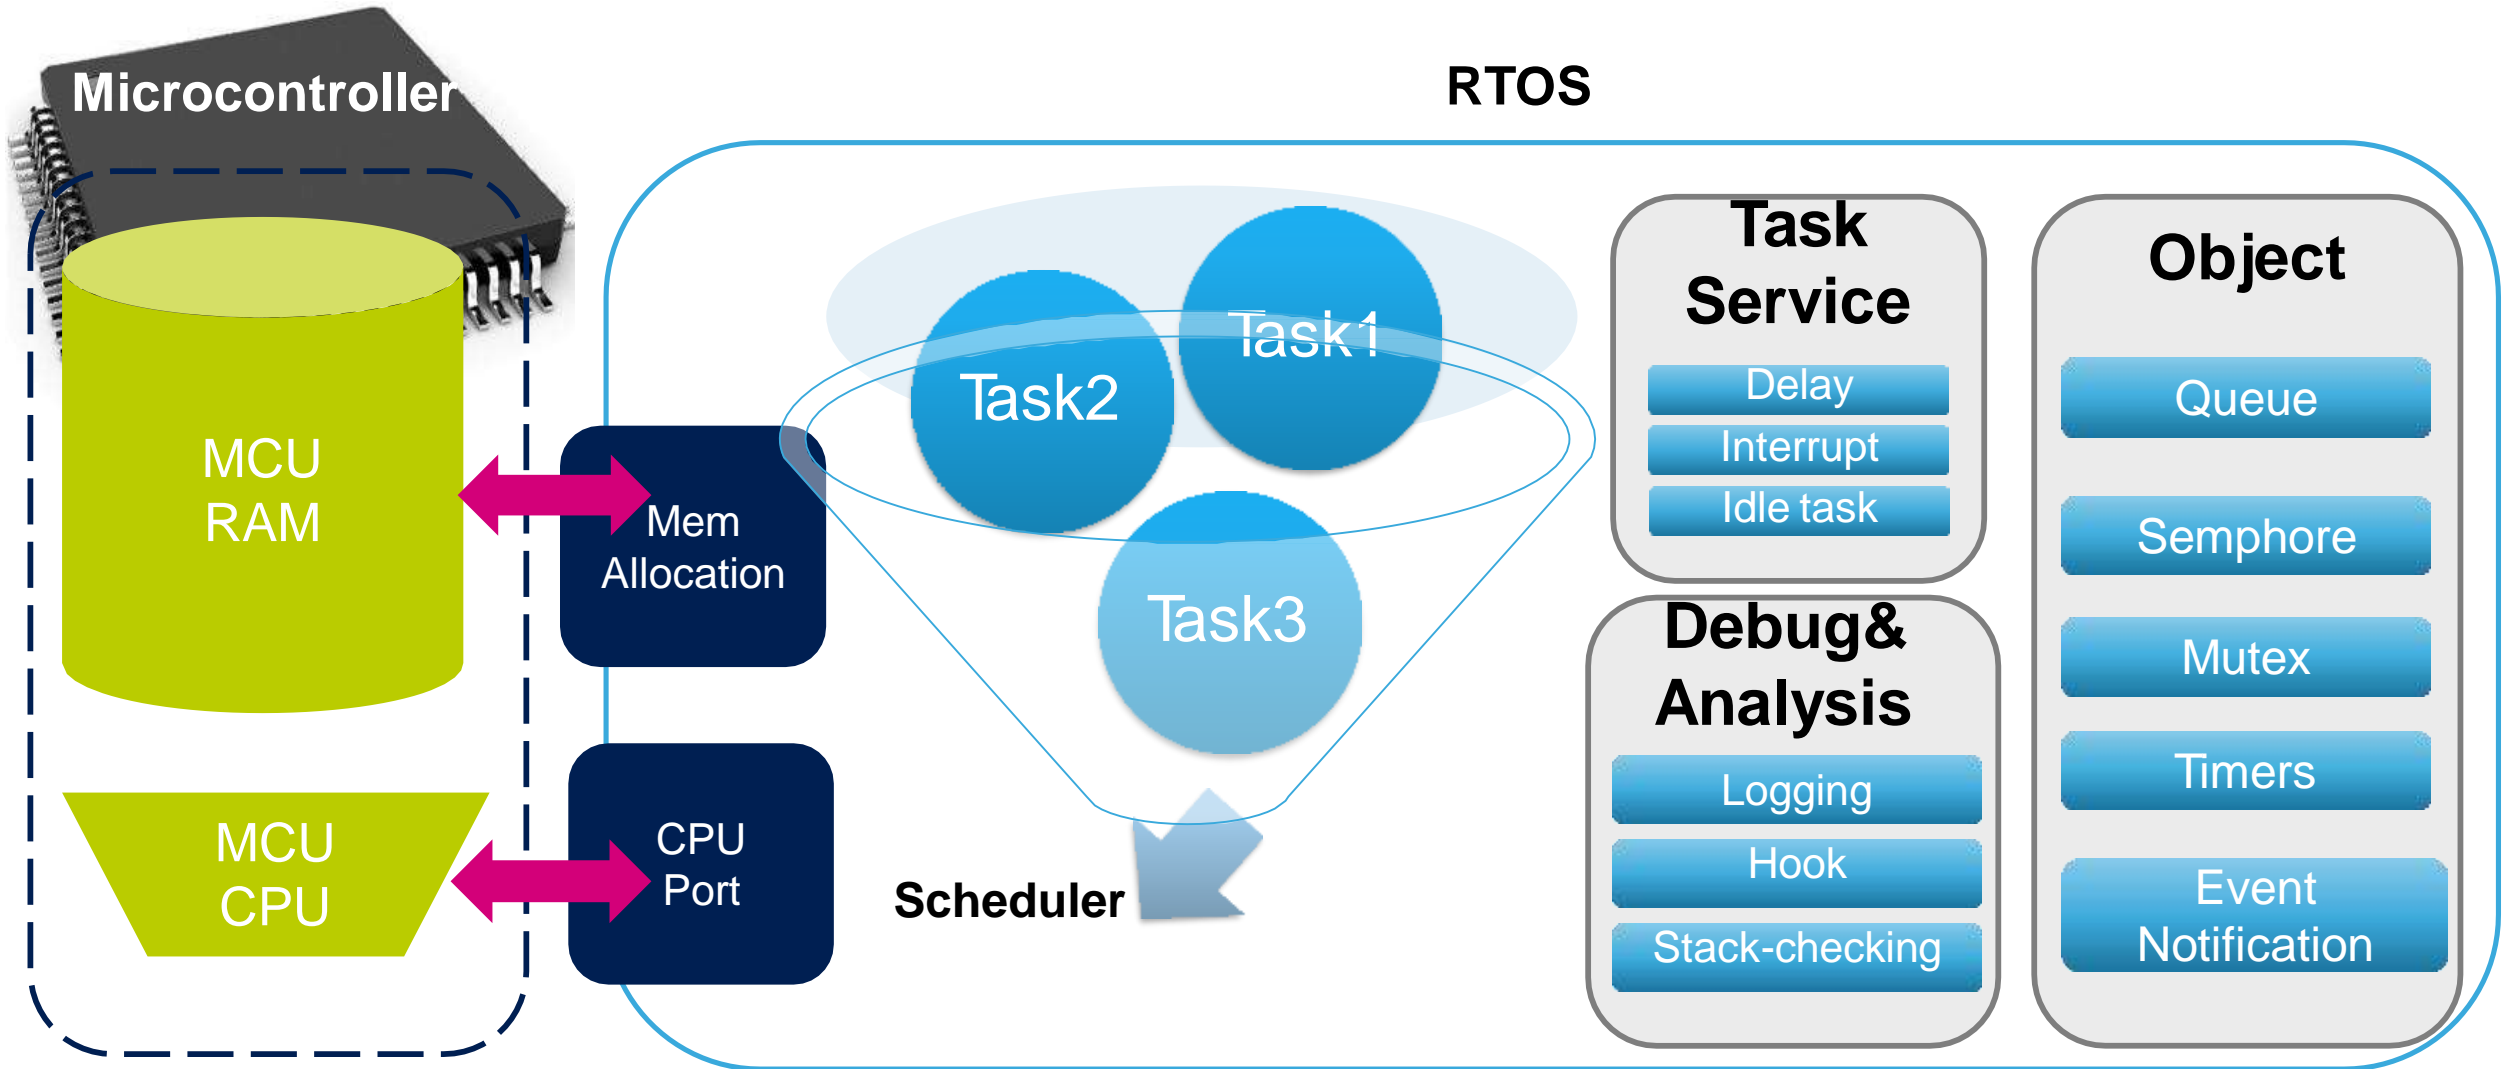 Microcontroller
RTOS
MCU
RAM
MCU
CPU
Mem
Allocation
CPU
Port
Task1
Task2
Task3
Scheduler
Task
Service
Delay
Interrupt
Idle task
Debug&
Analysis
Logging
Hook
Stack-checking
Object
Queue
Semphore
Mutex
Timers
Event
Notification